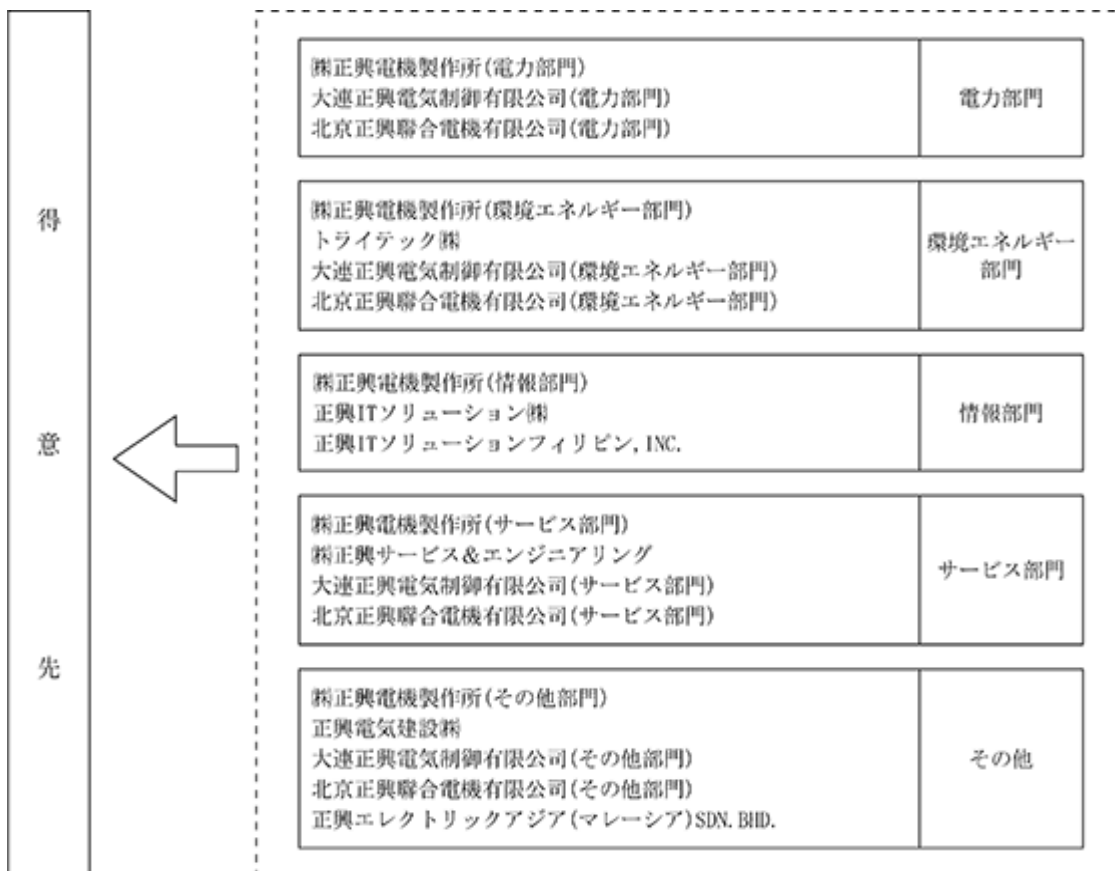 得意先
㈱正興電機製作所(電力部門)
大連正興電気制御有限公司(電力部門)
北京正興聯合電機有限公司(電力部門)
電力部門
㈱正興電機製作所(環境エネルギー部門)
トライテック㈱
大連正興電気制御有限公司(環境エネルギー部門)
北京正興聯合電機有限公司(環境エネルギー部門)
環境エネルギー
部門
㈱正興電機製作所(情報部門)
正興ITソリューション㈱
正興ITソリューションフィリピン, INC.
情報部門
㈱正興電機製作所(サービス部門)
㈱正興サービス&エンジニアリング
大連正興電気制御有限公司(サービス部門)
北京正興聯合電機有限公司(サービス部門)
サービス部門
㈱正興電機製作所(その他部門)
正興電気建設㈱
大連正興電気制御有限公司(その他部門)
北京正興聯合電機有限公司(その他部門)
正興エレクトリックアジア(マレーシア)SDN. BHD.
その他